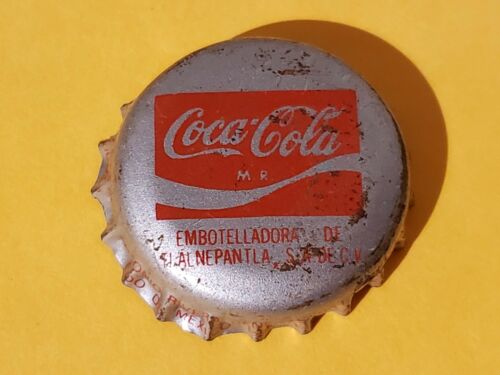 Coca-Cola
M R
EMBOTELLADORA DE
TLALNEPANTLA, S.A DE C.V.